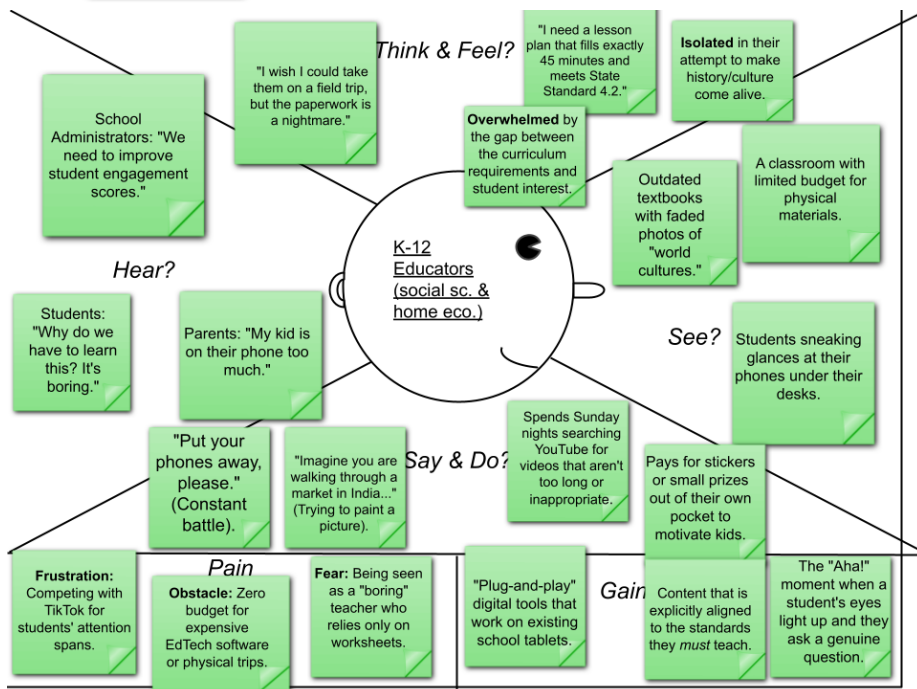 Think & Feel?
"I wish I could take
them on a field trip,
but the paperwork is
a nightmare."
"I need a lesson
plan that fills exactly
45 minutes and
meets State
Standard 4.2."
Isolated in their
attempt to make
history/culture
come alive.
Overwhelmed by
the gap between
the curriculum
requirements and
student interest.
School
Administrators: "We
need to improve
student engagement
scores."
Hear?
Students:
"Why do we
have to learn
this? It's
boring."
Parents: "My kid is
on their phone too
much."
K-12
Educators
(social sc. &
home eco.)
Outdated
textbooks
with faded
photos of
"world
cultures."
A classroom with
limited budget for
physical
materials.
See?
Students sneaking
glances at their
phones under their
desks.
"Put your
phones away,
please."
(Constant
battle).
"Imagine you are
walking through a
market in India..."
(Trying to paint a
picture).
Say & Do?
Spends Sunday
nights searching
YouTube for
videos that aren't
too long or
inappropriate.
Pays for stickers
or small prizes
out of their own
pocket to
motivate kids.
Pain
Frustration:
Competing with
TikTok for
students' attention
spans.
Obstacle: Zero
budget for
expensive
EdTech software
or physical trips.
Fear: Being seen
as a "boring"
teacher who
relies only on
worksheets.
Gain
"Plug-and-play"
digital tools that
work on existing
school tablets.
Content that is
explicitly aligned
to the standards
they must teach.
The "Aha!"
moment when a
student's eyes
light up and they
ask a genuine
question.